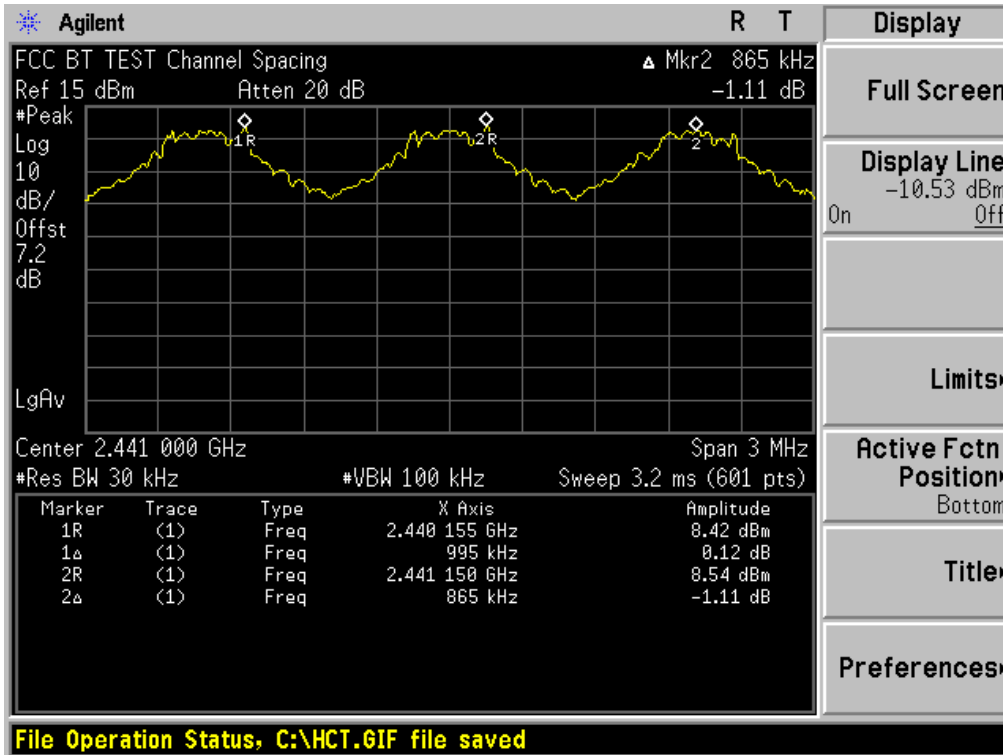 Agilent R T
FCC BT TEST Channel Spacing
Δ Mkr2 865 kHz
Ref 15 dBm Atten 20 dB -1.11 dB
#Peak
Log
10
dB/
Offst
7.2
dB
LgAv
1R
2R
2
Center 2.441 000 GHz Span 3 MHz
#Res BW 30 kHz #VBW 100 kHz Sweep 3.2 ms (601 pts)
Marker Trace Type X Axis Amplitude
1R (1) Freq 2.440 155 GHz 8.42 dBm
1Δ (1) Freq 995 kHz 0.12 dB
2R (1) Freq 2.441 150 GHz 8.54 dBm
2Δ (1) Freq 865 kHz -1.11 dB
File Operation Status, C:\HCT.GIF file saved
Display
Full Screen
Display Line
-10.53 dBm
On Off
Limits
Active Fctn
Position
Bottom
Title
Preferences